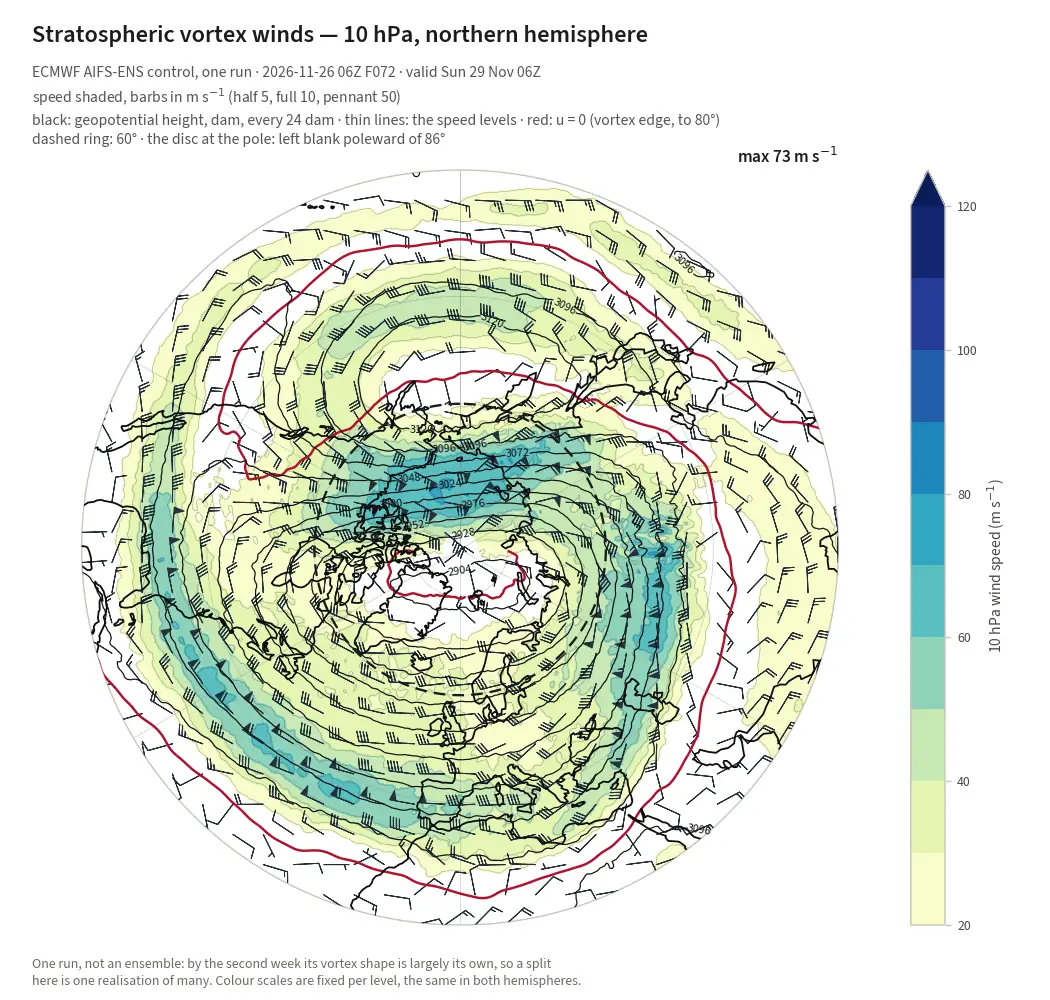 Stratospheric vortex winds — 10 hPa, northern hemisphere
ECMWF AIFS-ENS control, one run · 2026-11-26 06Z F072 · valid Sun 29 Nov 06Z
speed shaded, barbs in m s⁻¹ (half 5, full 10, pennant 50)
black: geopotential height, dam, every 24 dam · thin lines: the speed levels · red: u = 0 (vortex edge, to 80°)
dashed ring: 60° · the disc at the pole: left blank poleward of 86°
max 73 m s⁻¹
120
100
80
60
40
20
10 hPa wind speed (m s⁻¹)
3096
3096
3096
3096
3072
3048
3024
2976
2928
2904
3096
One run, not an ensemble: by the second week its vortex shape is largely its own, so a split
here is one realisation of many. Colour scales are fixed per level, the same in both hemispheres.